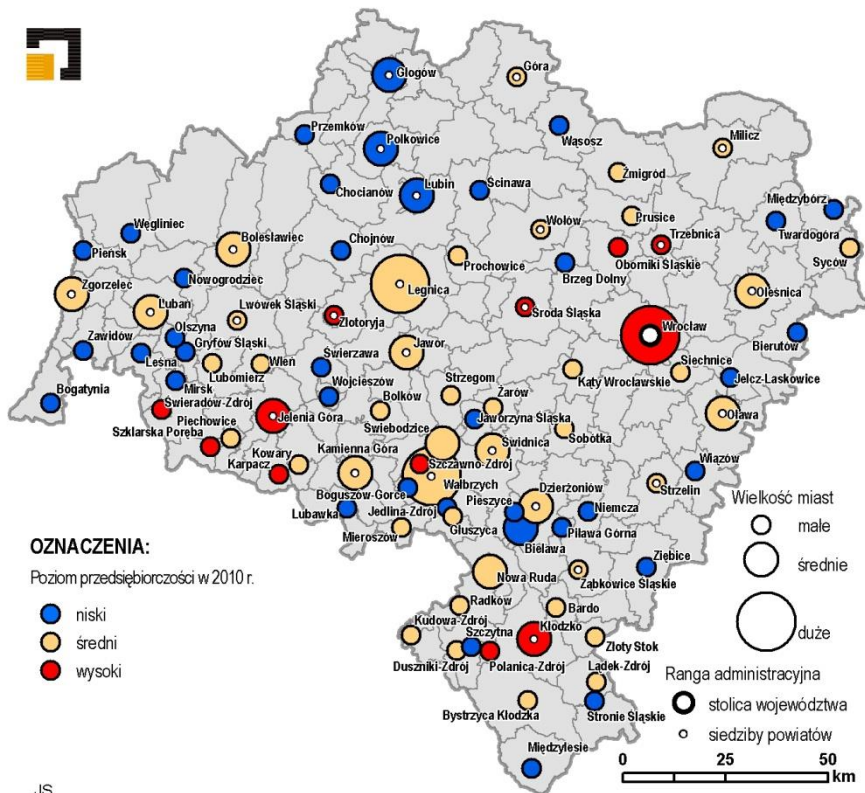 Głogów
Góra
Przemków
Polkowice
Wąsosz
Milicz
Żmigród
Chocianów
Lubin
Ścinawa
Międzybórz
Prusice
Twardogóra
Węgliniec
Bolesławiec
Chojnów
Wołów
Trzebnica
Syców
Pieńsk
Prochowice
Oborniki Śląskie
Brzeg Dolny
Nowogrodziec
Zgorzelec
Legnica
Oleśnica
Lubań
Lwówek Śląski
Złotoryja
Środa Śląska
Wrocław
Olszyna
Zawidów
Gryfów Śląski
Jawor
Bierutów
Leśna
Lubomierz
Wleń
Świerzawa
Siechnice
Kąty Wrocławskie
Jelcz-Laskowice
Mirsk
Wojcieszów
Strzegom
Żarów
Bogatynia
Świeradów-Zdrój
Bolków
Jaworzyna Śląska
Oława
Piechowice
Jelenia Góra
Świebodzice
Sobótka
Szklarska Poręba
Kowary
Kamienna Góra
Świdnica
Karpacz
Szczawno-Zdrój
Wiązów
Wałbrzych
Strzelin
Boguszów-Gorce
Dzierżoniów
Wielkość miast
Pieszyce
Lubawka
Jedlina-Zdrój
Niemcza
małe
Głuszyca
Piława Górna
Mieroszów
Bielawa
OZNACZENIA:
Ziębice
średnie
Poziom przedsiębiorczości w 2010 r.
Nowa Ruda
Ząbkowice Śląskie
niski
Radków
Bardo
średni
Kudowa-Zdrój
duże
Szczytna
Kłodzko
Złoty Stok
wysoki
Duszniki-Zdrój
Polanica-Zdrój
Lądek-Zdrój
Ranga administracyjna
Bystrzyca Kłodzka
Stronie Śląskie
stolica województwa
siedziby powiatów
Międzylesie
0 25 50
km
JS